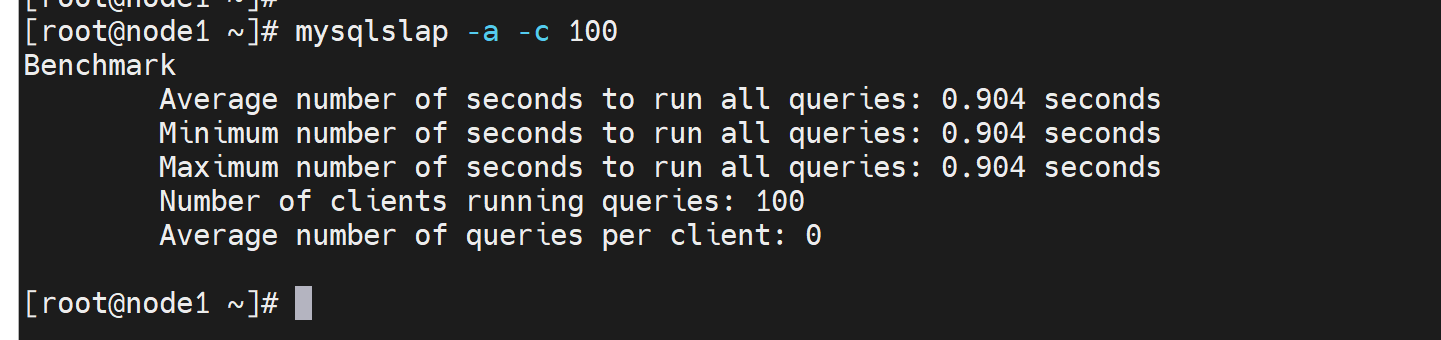 [root@node1 ~]#
[root@node1 ~]# mysqlslap -a -c 100
Benchmark
        Average number of seconds to run all queries: 0.904 seconds
        Minimum number of seconds to run all queries: 0.904 seconds
        Maximum number of seconds to run all queries: 0.904 seconds
        Number of clients running queries: 100
        Average number of queries per client: 0

[root@node1 ~]#